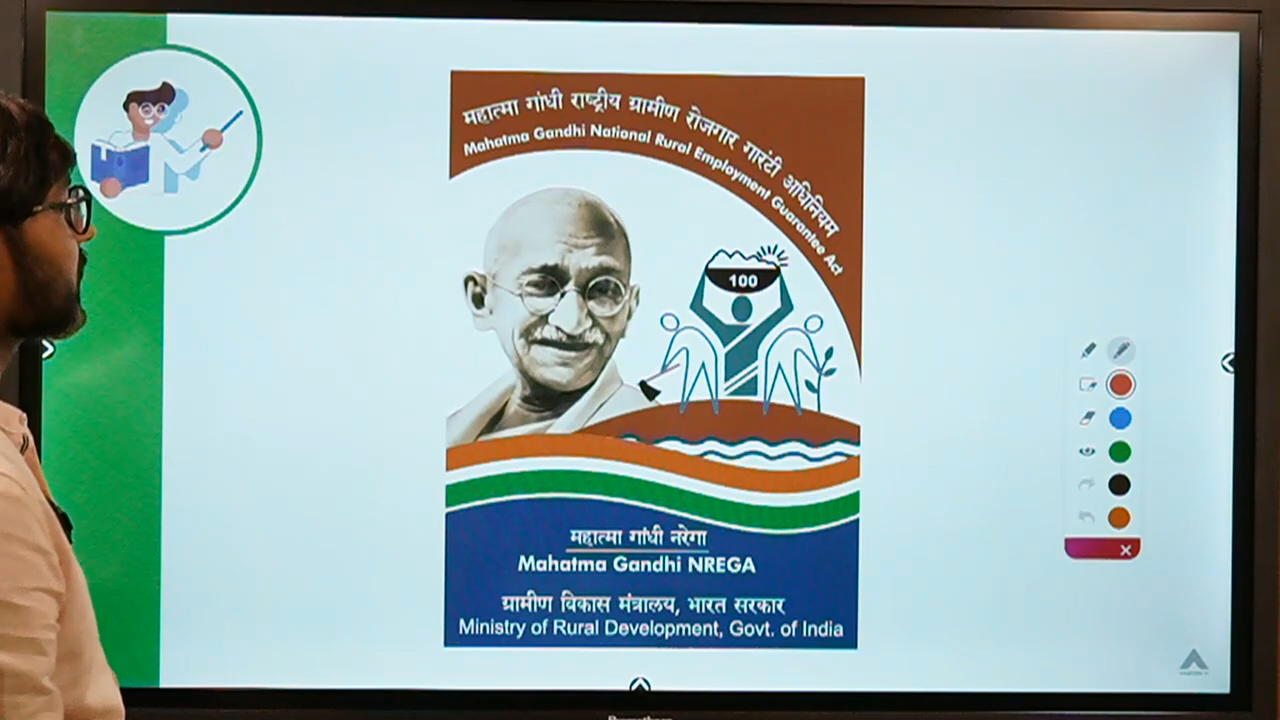 महात्मा गांधी राष्ट्रीय ग्रामीण रोजगार गारंटी अधिनियम
Mahatma Gandhi National Rural Employment Guarantee Act
100
महात्मा गांधी नरेगा
Mahatma Gandhi NREGA
ग्रामीण विकास मंत्रालय, भारत सरकार
Ministry of Rural Development, Govt. of India